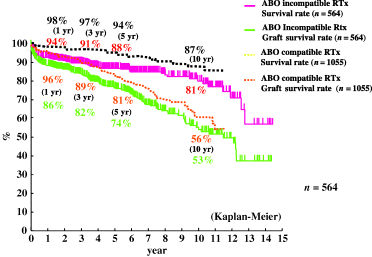 98% 97% 94%
(1 yr) (3 yr) (5 yr)
94% 91% 88%
87%
(10 yr)
96% 89% 81% 81%
(1 yr) (3 yr) (5 yr)
86% 82% 74%
56%
(10 yr)
53%
100
90
80
70
60
50
40
30
20
10
0
%
0 1 2 3 4 5 6 7 8 9 10 11 12 13 14 15
year
(Kaplan-Meier)
n = 564
ABO incompatible RTx
Survival rate (n = 564)
ABO incompatible Rtx
Graft survival rate (n = 564)
ABO compatible RTx
Survival rate (n = 1055)
ABO compatible RTx
Graft survival rate (n = 1055)